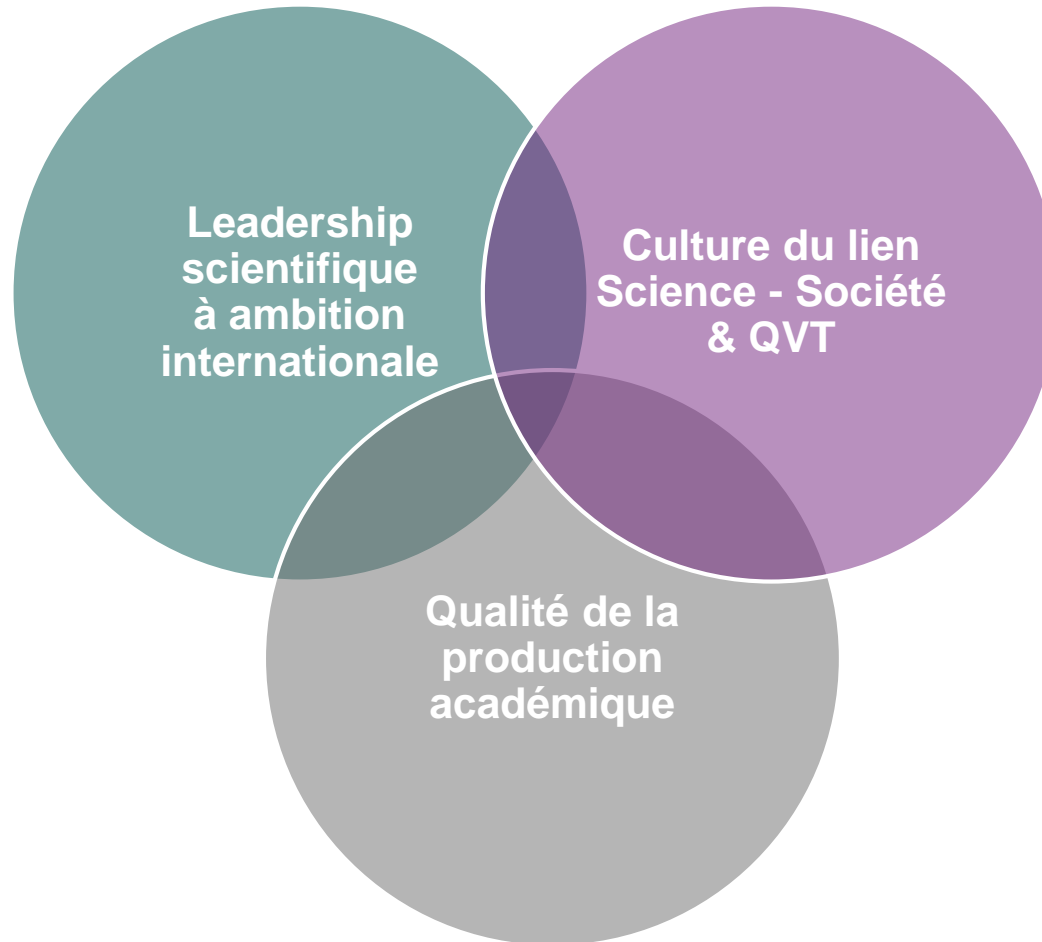 Leadership
scientifique
à ambition
internationale
Culture du lien
Science - Société
& QVT
Qualité de la
production
académique